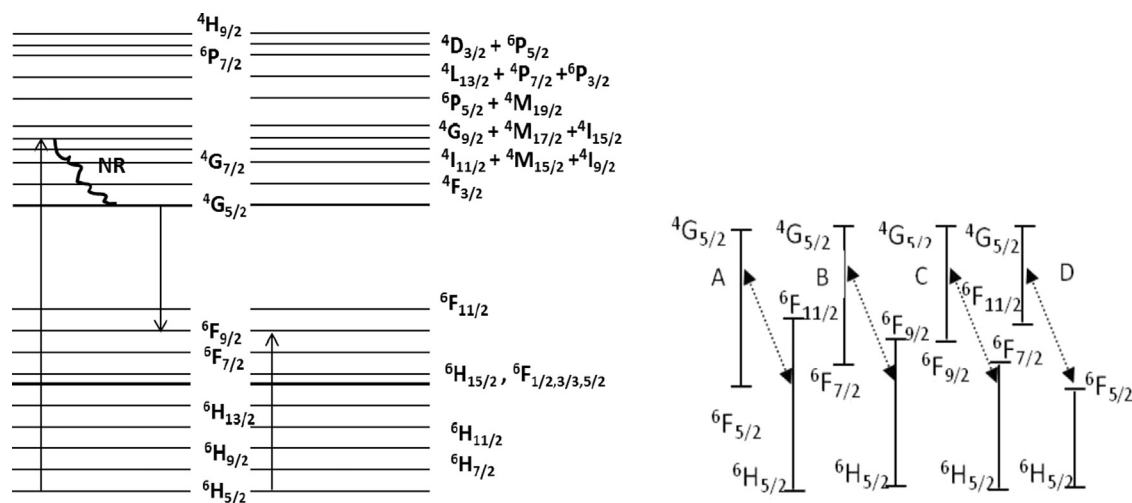 ⁴H₉/₂
⁶P₇/₂
⁴D₃/₂ + ⁶P₅/₂
⁴L₁₃/₂ + ⁴P₇/₂ +⁶P₃/₂
⁶P₅/₂ + ⁴M₁₉/₂
⁴G₉/₂ + ⁴M₁₇/₂ +⁴I₁₅/₂
NR
⁴G₇/₂
⁴I₁₁/₂ + ⁴M₁₅/₂ +⁴I₉/₂
⁴F₃/₂
⁴G₅/₂
⁶F₁₁/₂
⁶F₉/₂
⁶F₇/₂
⁶H₁₅/₂ , ⁶F₁/₂,₃/₃,₅/₂
⁶H₁₃/₂
⁶H₁₁/₂
⁶H₉/₂
⁶H₇/₂
⁶H₅/₂
⁴G₅/₂ ⁴G₅/₂ ⁴G₅/₂ ⁴G₅/₂
A B C D
⁶F₁₁/₂ ⁶F₉/₂ ⁶F₁₁/₂
⁶F₇/₂ ⁶F₉/₂ ⁶F₇/₂ ⁶F₅/₂
⁶F₅/₂
⁶H₅/₂ ⁶H₅/₂ ⁶H₅/₂ ⁶H₅/₂